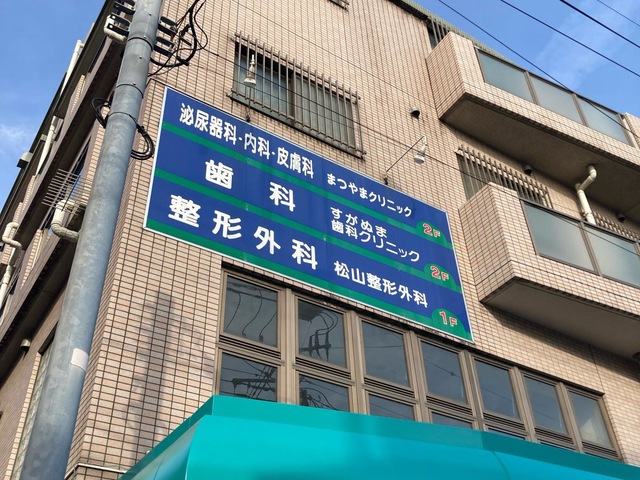 泌尿器科・内科・皮膚科 まつやまクリニック 2F
歯科 すがぬま
歯科クリニック 2F
整形外科 松山整形外科 1F